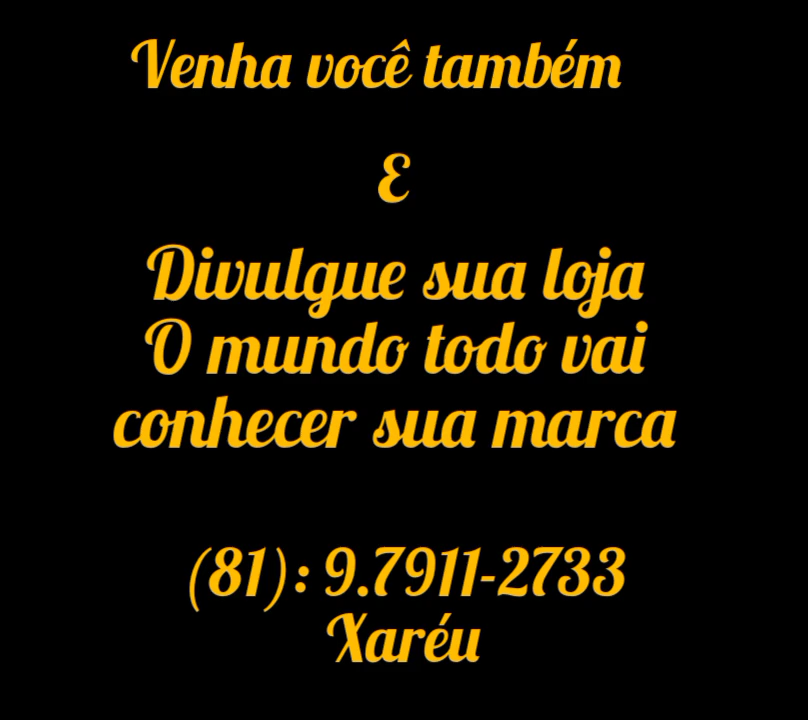 Venha você também
E
Divulgue sua loja
O mundo todo vai
conhecer sua marca
(81): 9.7911-2733
Xaréu